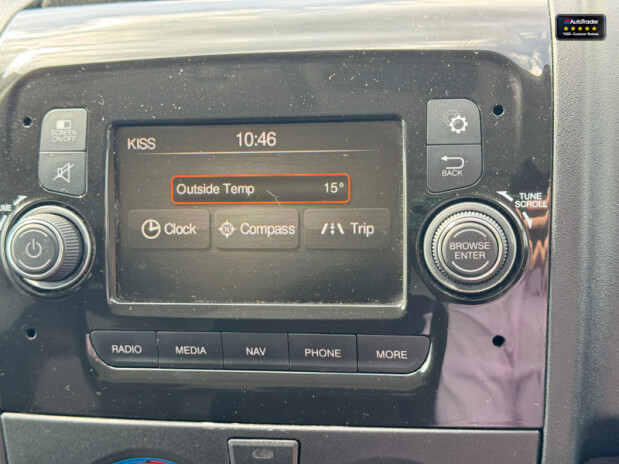 AutoTrader
SCREEN
ON/OFF
KISS
10:46
Outside Temp 15°
Clock
N
Compass
Trip
BACK
TUNE
SCROLL
BROWSE
ENTER
RADIO
MEDIA
NAV
PHONE
MORE